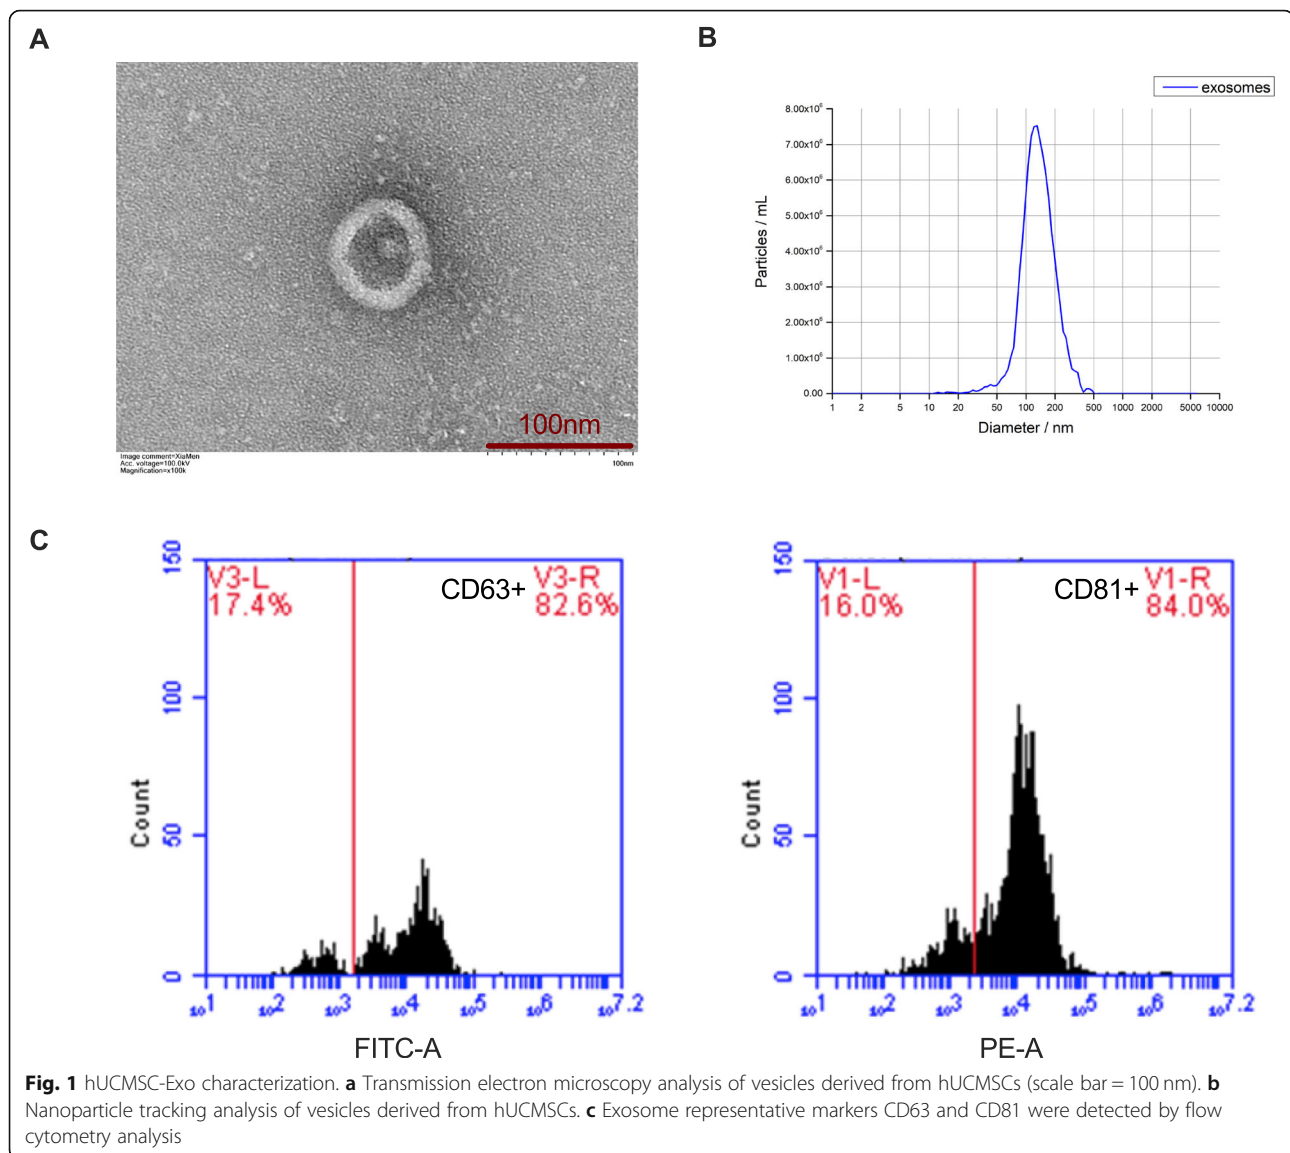 A
100nm
Image comment=XiaMen
Acc. voltage=100.0kV
Magnification=x100k
100nm
B
exosomes
8.00x10⁶
7.00x10⁶
6.00x10⁶
5.00x10⁶
4.00x10⁶
3.00x10⁶
2.00x10⁶
1.00x10⁶
0.00
Particles / mL
1 2 5 10 20 50 100 200 500 1000 2000 5000 10000
Diameter / nm
C
150
100
50
0
Count
V3-L
17.4%
CD63+
V3-R
82.6%
10¹ 10² 10³ 10⁴ 10⁵ 10⁶ 10⁷·²
FITC-A
150
100
50
0
Count
V1-L
16.0%
CD81+
V1-R
84.0%
10¹ 10² 10³ 10⁴ 10⁵ 10⁶ 10⁷·²
PE-A
Fig. 1 hUCMSC-Exo characterization. a Transmission electron microscopy analysis of vesicles derived from hUCMSCs (scale bar = 100 nm). b
Nanoparticle tracking analysis of vesicles derived from hUCMSCs. c Exosome representative markers CD63 and CD81 were detected by flow
cytometry analysis